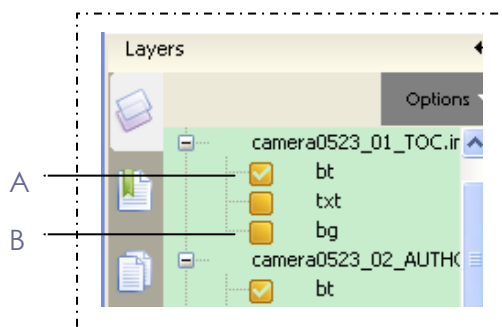 Layers
Options
camera0523_01_TOC.in
A
bt
txt
B
bg
camera0523_02_AUTHO
bt